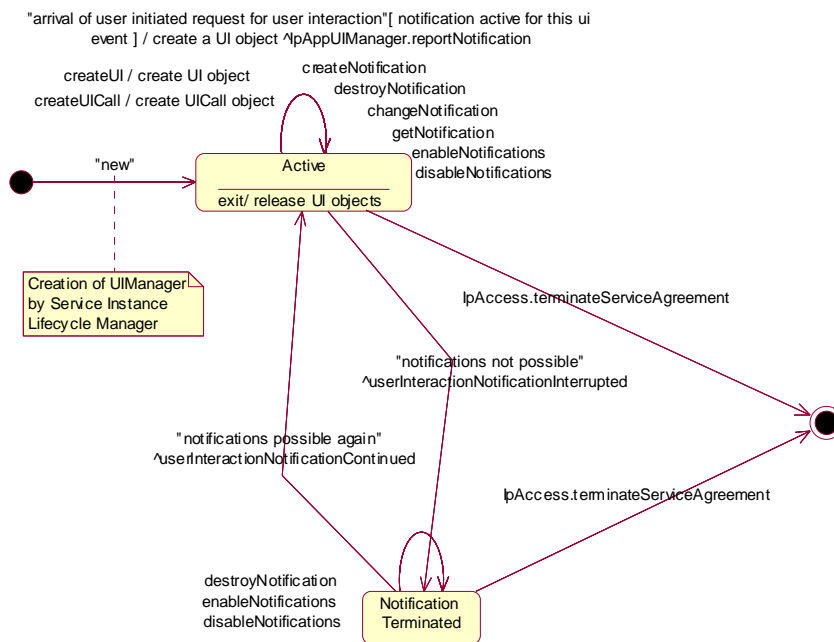 "arrival of user initiated request for user interaction"[ notification active for this ui
event ] / create a UI object ^IpAppUIManager.reportNotification
createUI / create UI object
createUICall / create UICall object
createNotification
destroyNotification
changeNotification
getNotification
enableNotifications
disableNotifications
"new"
Active
exit/ release UI objects
Creation of UIManager
by Service Instance
Lifecycle Manager
IpAccess.terminateServiceAgreement
"notifications not possible"
^userInteractionNotificationInterrupted
"notifications possible again"
^userInteractionNotificationContinued
IpAccess.terminateServiceAgreement
destroyNotification
enableNotifications
disableNotifications
Notification
Terminated